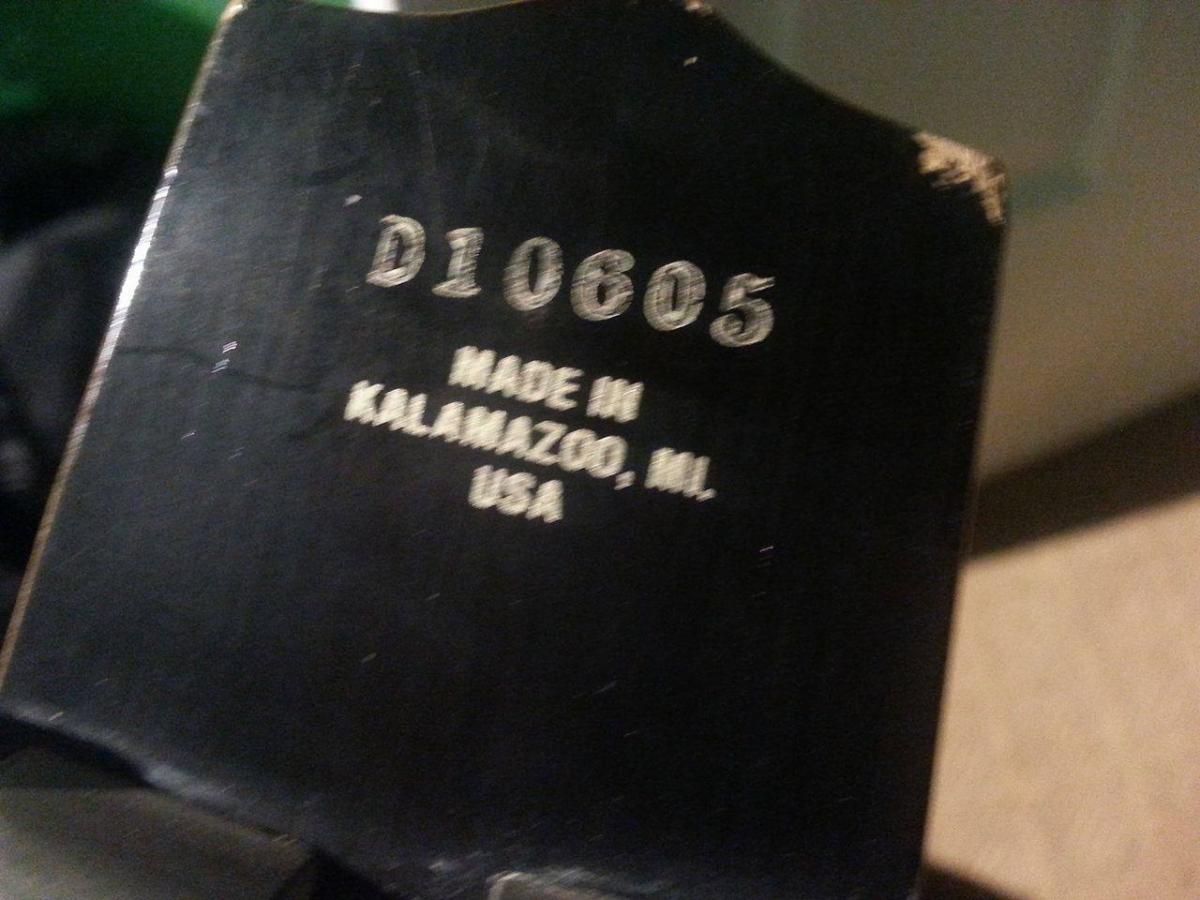 D10605
MADE IN
KALAMAZOO, MI.
USA